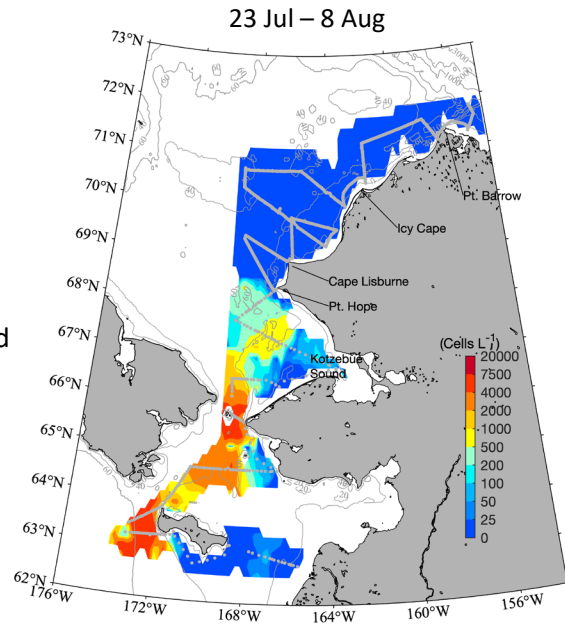 23 Jul – 8 Aug
73°N
72°N
71°N
70°N
69°N
68°N
67°N
66°N
65°N
64°N
63°N
62°N
176°W
172°W
168°W
164°W
160°W
156°W
Pt. Barrow
Icy Cape
Cape Lisburne
Pt. Hope
Kotzebue
Sound
d
(Cells L⁻¹)
20000
7500
4000
2000
1000
500
200
100
50
25
0